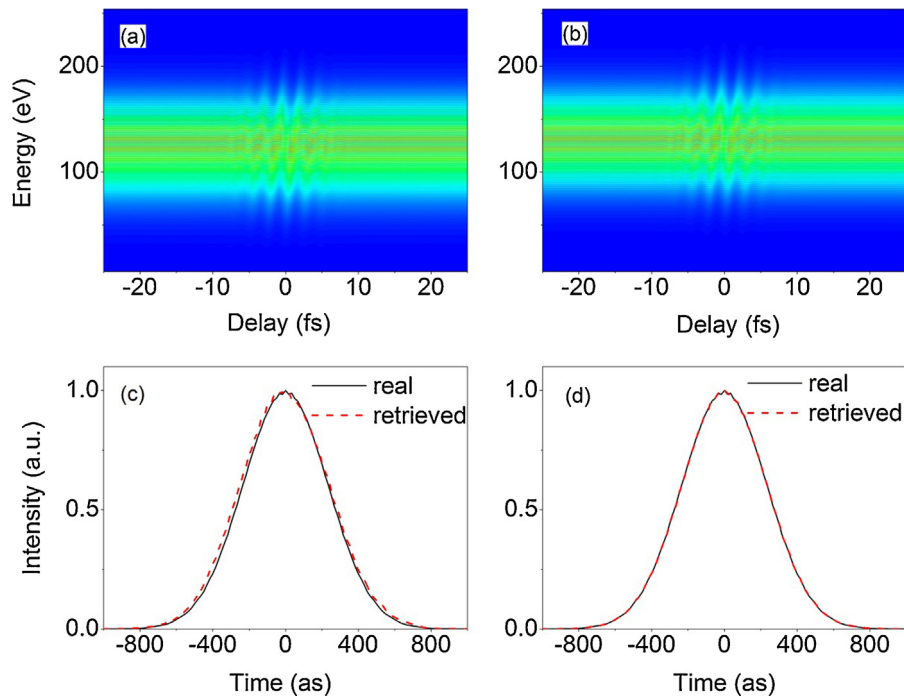 (a)
(b)
200
100
Energy (eV)
-20 -10 0 10 20
Delay (fs)
-20 -10 0 10 20
Delay (fs)
(c)
real
retrieved
1.0
0.5
0.0
Intensity (a.u.)
-800 -400 0 400 800
Time (as)
(d)
real
retrieved
1.0
0.5
0.0
-800 -400 0 400 800
Time (as)